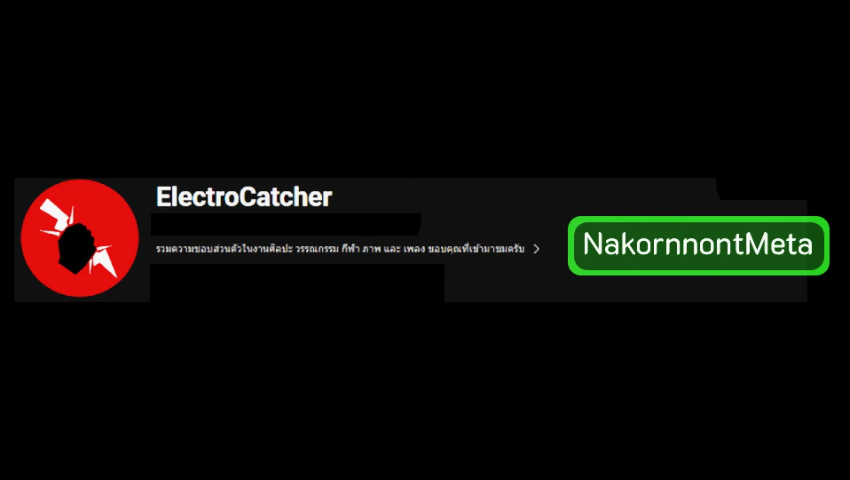 ElectroCatcher
รวมความชอบส่วนตัวในงานศิลปะ วรรณกรรม กีฬา ภาพ และ เพลง ขอบคุณที่เข้ามาชมครับ
NakornnontMeta